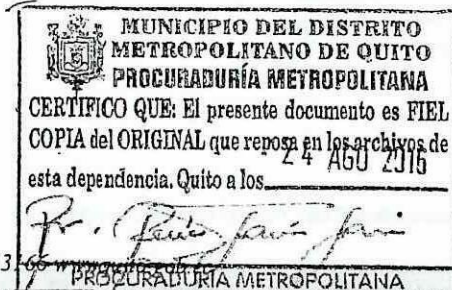 MUNICIPIO DEL DISTRITO
METROPOLITANO DE QUITO
PROCURADURÍA METROPOLITANA
CERTIFICO QUE: El presente documento es FIEL
COPIA del ORIGINAL que reposa en los archivos de
24 AGO 2015
esta dependencia. Quito a los
PROCURADURÍA METROPOLITANA